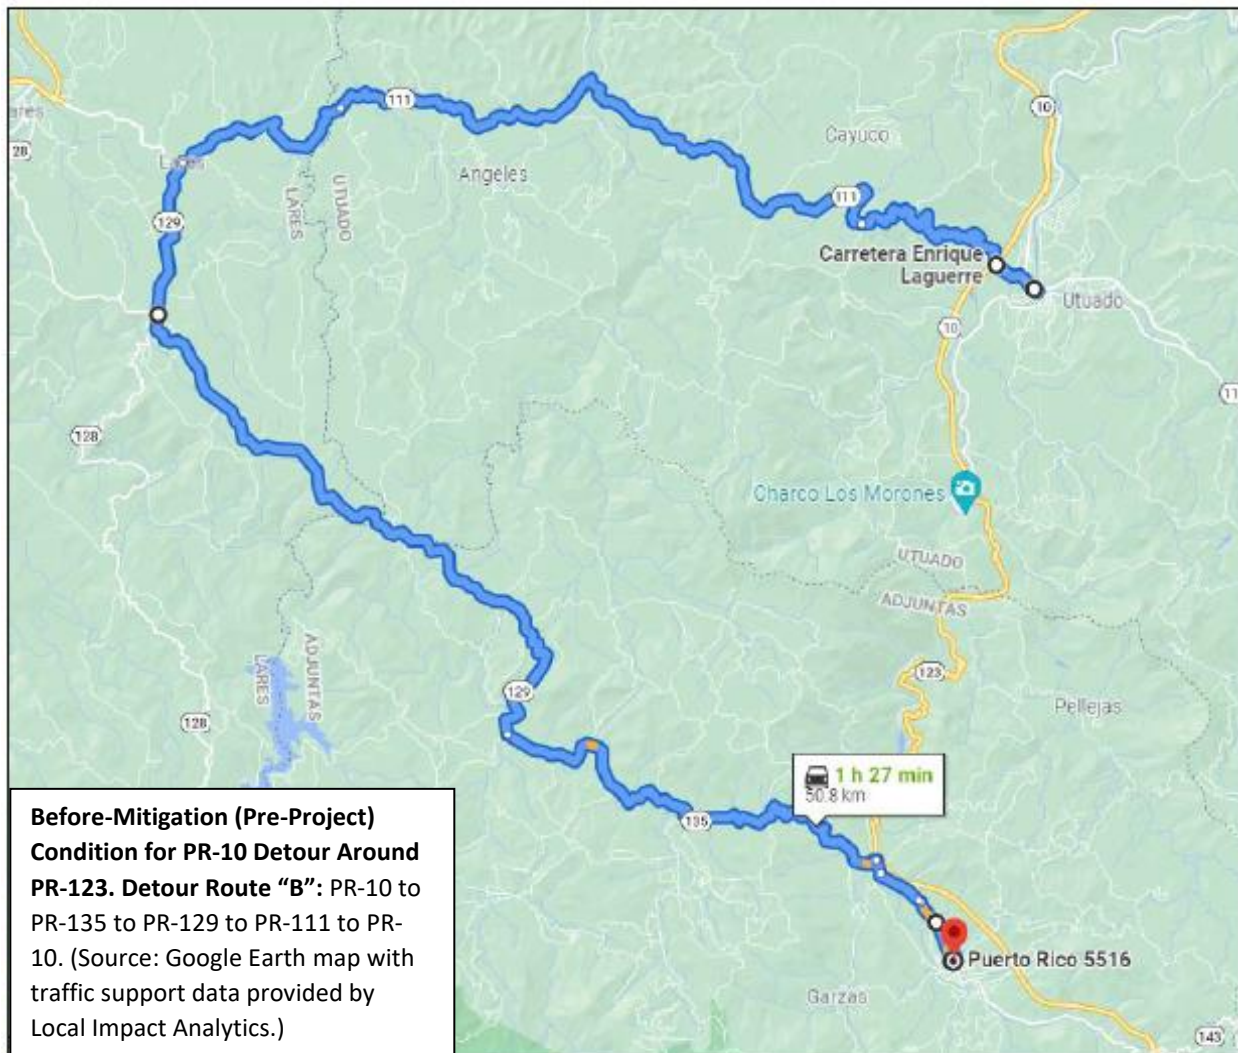 10
111
Cayuco
Angeles
28
Lares
LARES
UTUADO
129
111
Carretera Enrique
Laguerre
Utuado
10
11
128
Charco Los Morones
UTUADO
ADJUNTAS
123
Pellejas
LARES
ADJUNTAS
129
128
1 h 27 min
50.8 km
135
Puerto Rico 5516
Garzas
143
Before-Mitigation (Pre-Project)
Condition for PR-10 Detour Around
PR-123. Detour Route “B”: PR-10 to
PR-135 to PR-129 to PR-111 to PR-
10. (Source: Google Earth map with
traffic support data provided by
Local Impact Analytics.)